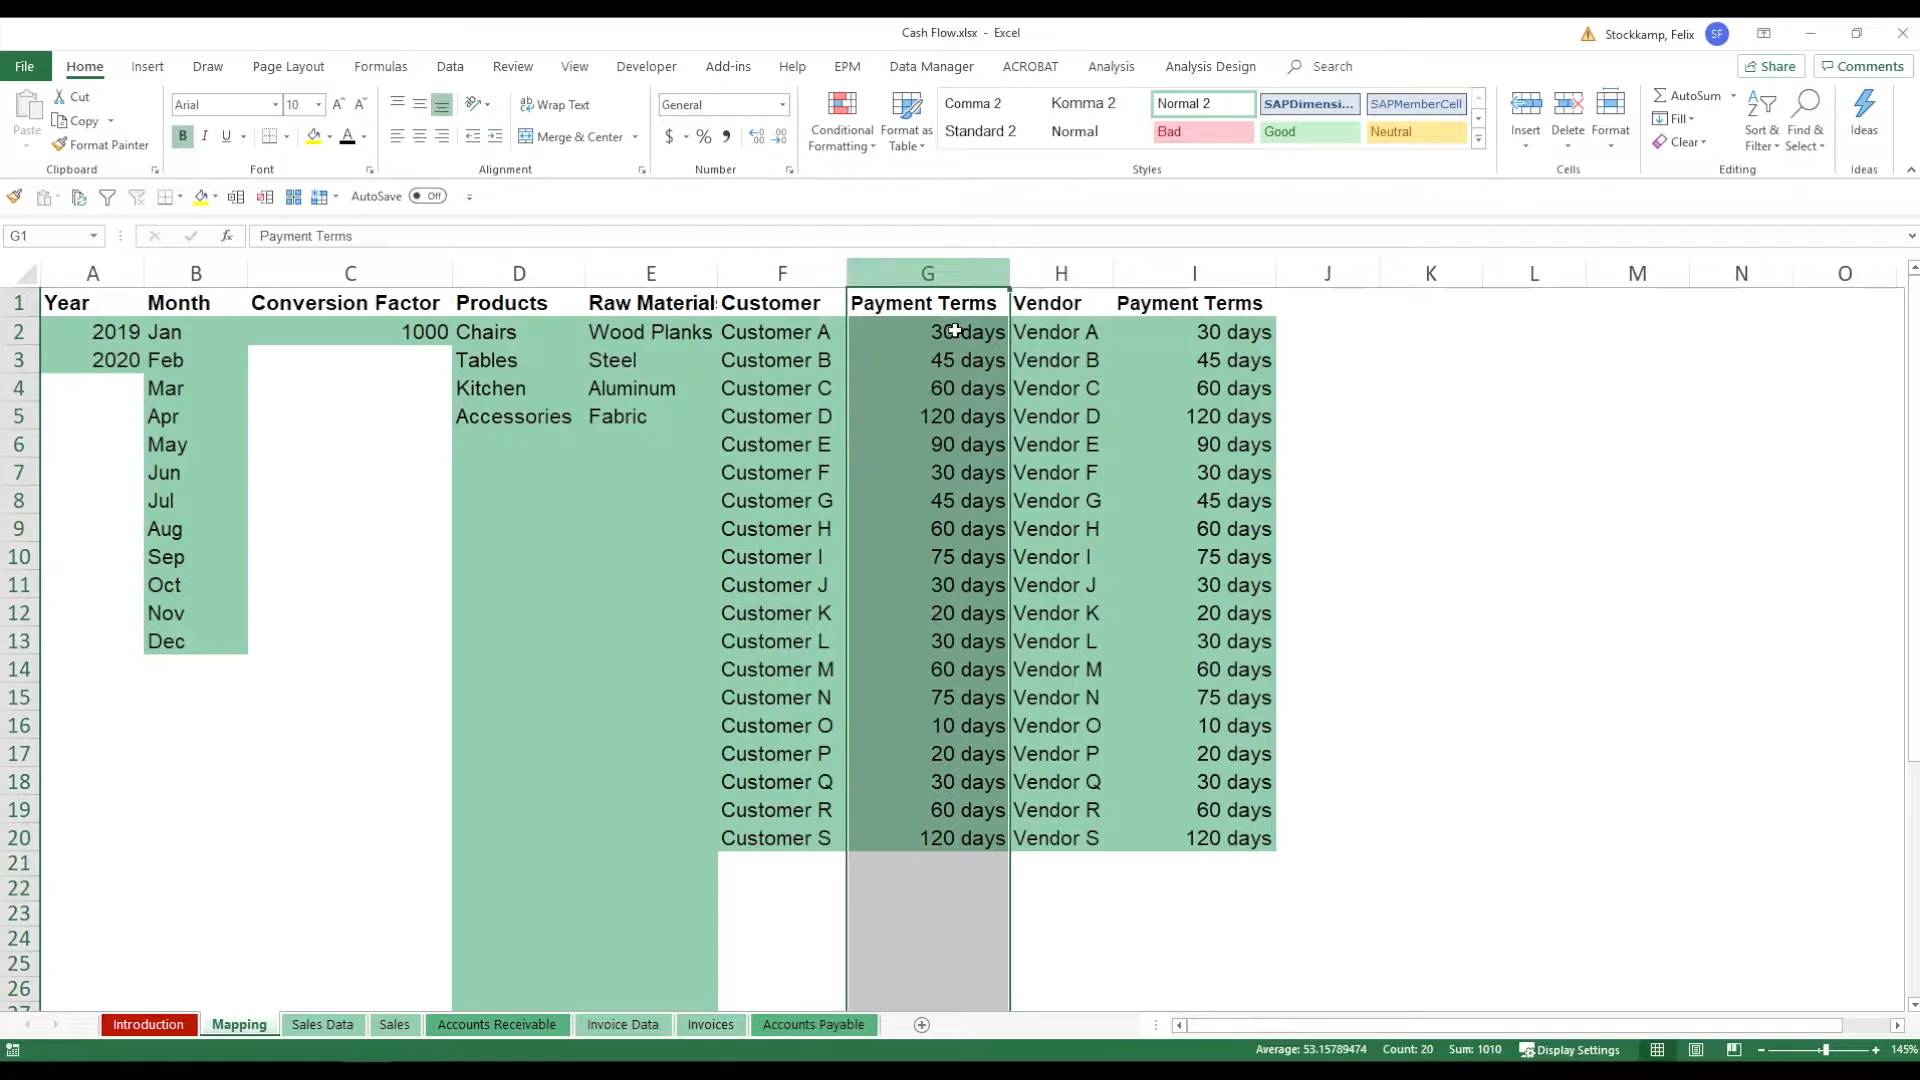 Cash Flow.xlsx - Excel
Stockkamp, Felix SF
File Home Insert Draw Page Layout Formulas Data Review View Developer Add-ins Help EPM Data Manager ACROBAT Analysis Analysis Design Search Share Comments
Paste Cut Copy Format Painter Clipboard
Arial 10 B I U A Font
Wrap Text Merge & Center Alignment
General $ % Number
Conditional Formatting Format as Table
Comma 2 Komma 2 Normal 2 SAPDimensi... SAPMemberCell
Standard 2 Normal Bad Good Neutral
Styles
Insert Delete Format Cells
AutoSum Fill Clear Sort & Filter Find & Select Editing
Ideas Ideas
AutoSave Off
G1 fx Payment Terms
A B C D E F G H I J K L M N O
1 Year Month Conversion Factor Products Raw Material Customer Payment Terms Vendor Payment Terms
2 2019 Jan 1000 Chairs Wood Planks Customer A 30 days Vendor A 30 days
3 2020 Feb Tables Steel Customer B 45 days Vendor B 45 days
4 Mar Kitchen Aluminum Customer C 60 days Vendor C 60 days
5 Apr Accessories Fabric Customer D 120 days Vendor D 120 days
6 May Customer E 90 days Vendor E 90 days
7 Jun Customer F 30 days Vendor F 30 days
8 Jul Customer G 45 days Vendor G 45 days
9 Aug Customer H 60 days Vendor H 60 days
10 Sep Customer I 75 days Vendor I 75 days
11 Oct Customer J 30 days Vendor J 30 days
12 Nov Customer K 20 days Vendor K 20 days
13 Dec Customer L 30 days Vendor L 30 days
14 Customer M 60 days Vendor M 60 days
15 Customer N 75 days Vendor N 75 days
16 Customer O 10 days Vendor O 10 days
17 Customer P 20 days Vendor P 20 days
18 Customer Q 30 days Vendor Q 30 days
19 Customer R 60 days Vendor R 60 days
20 Customer S 120 days Vendor S 120 days
21
22
23
24
25
26
Introduction Mapping Sales Data Sales Accounts Receivable Invoice Data Invoices Accounts Payable
Average: 53.15789474 Count: 20 Sum: 1010 Display Settings 145%